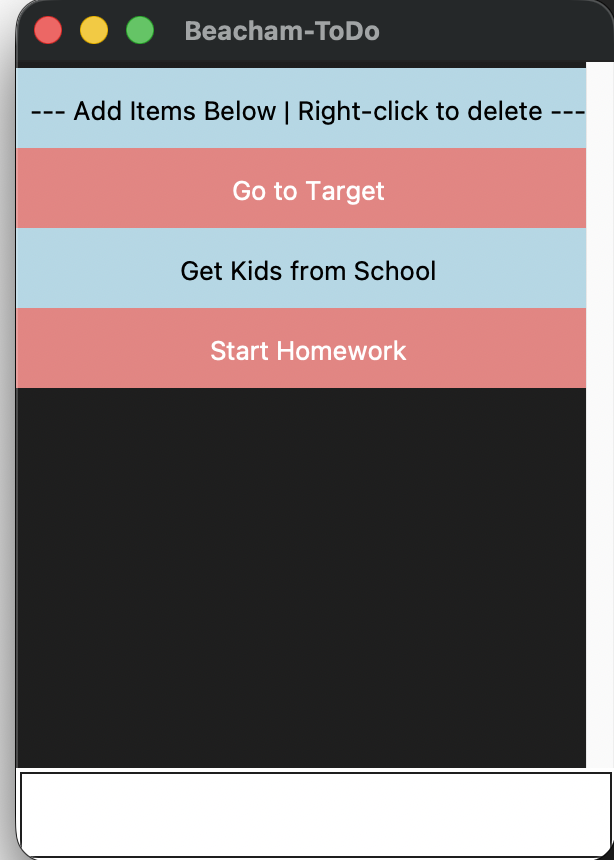 Beacham-ToDo
--- Add Items Below | Right-click to delete ---
Go to Target
Get Kids from School
Start Homework